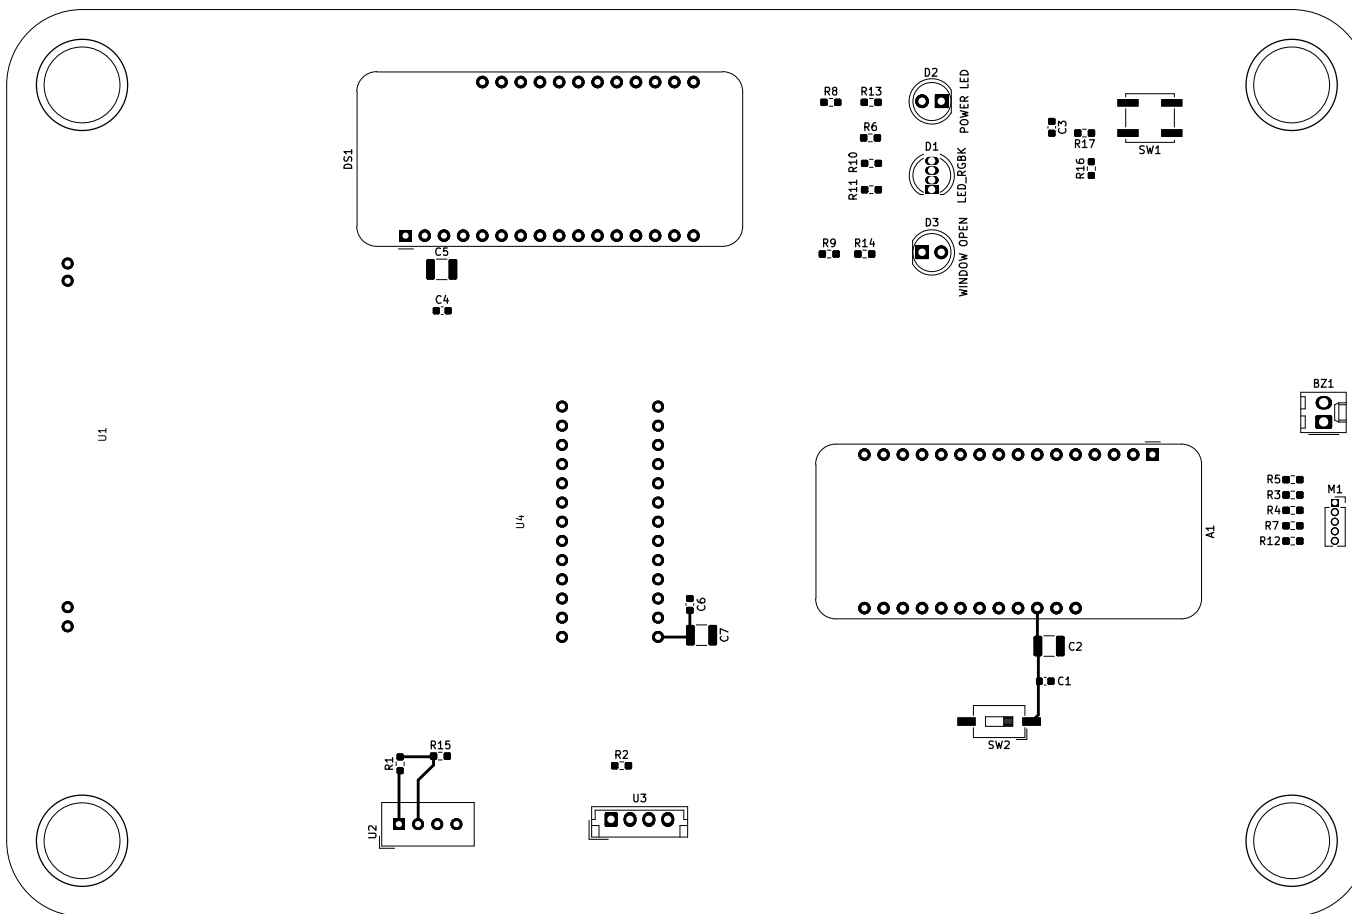 D2
POWER LED
R8
R13
R6
C3
R17
SW1
D1
LED_RGBK
DS1
R10
R16
R11
D3
WINDOW OPEN
R9
R14
C5
C4
BZ1
U1
R5
R3
M1
R4
U4
R7
A1
R12
C6
C7
C2
C1
SW2
R15
R1
R2
U3
U2